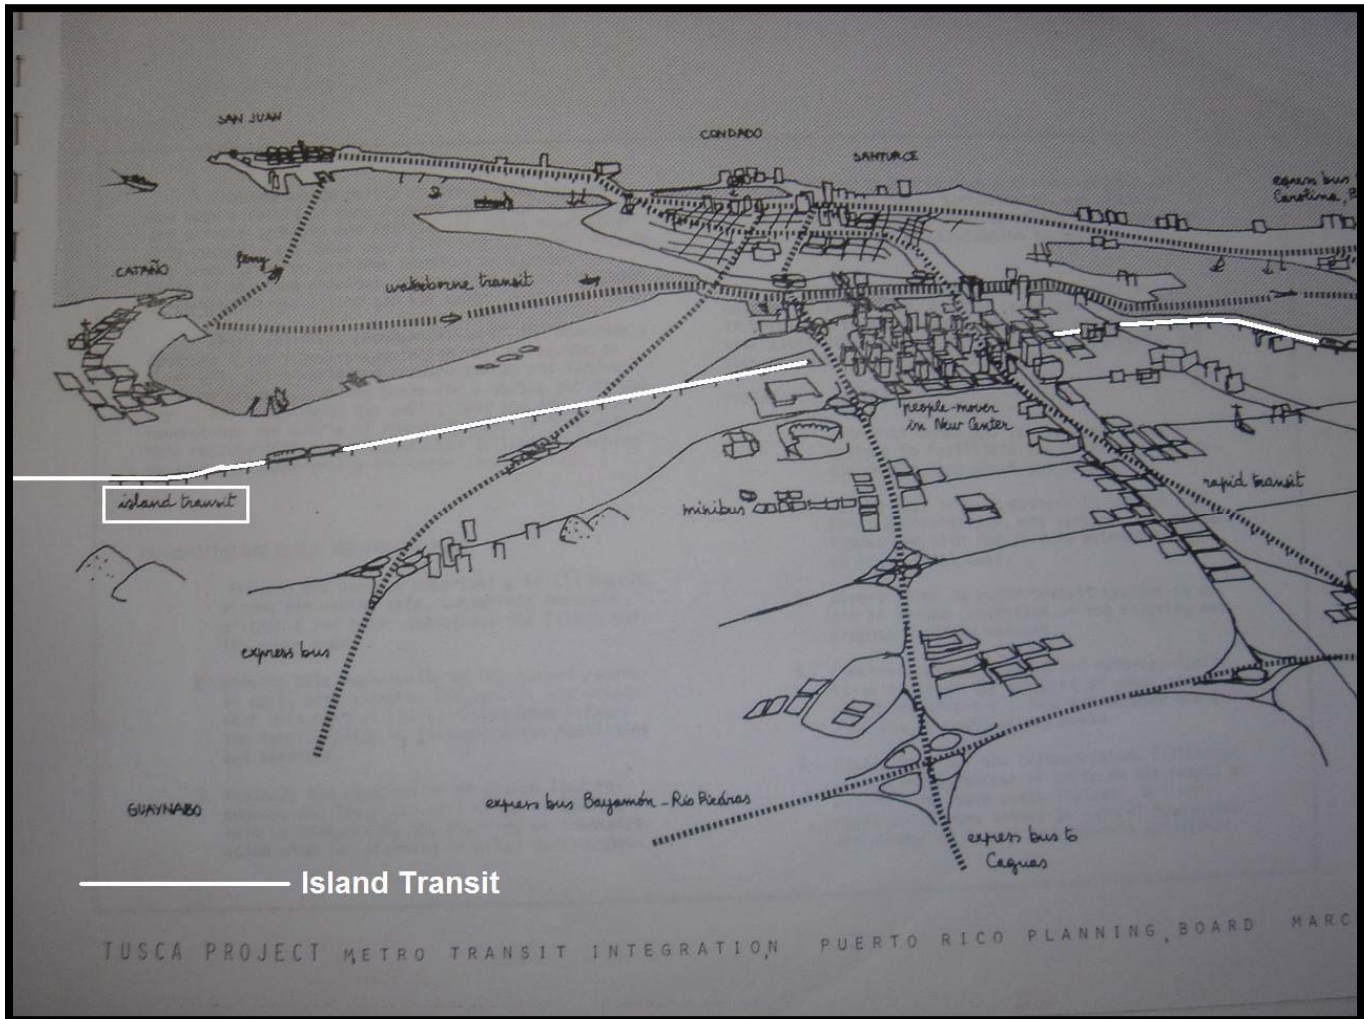 SAN JUAN
CONDADO
SANTURCE
express bus
Carolina,
CATAÑO
ferry
waterborne transit
people-mover
in New Center
island transit
minibus
rapid transit
express bus
GUAYNABO
express bus Bayamón - Río Piedras
express bus to
Caguas
Island Transit
TUSCA PROJECT METRO TRANSIT INTEGRATION, PUERTO RICO PLANNING BOARD MARC